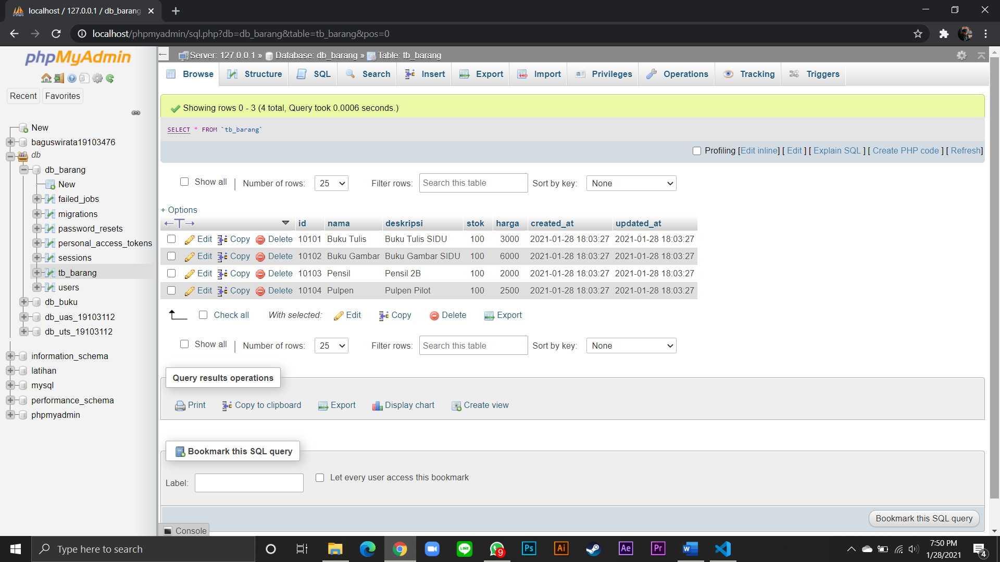 localhost / 127.0.0.1 / db_barang
localhost/phpmyadmin/sql.php?db=db_barang&table=tb_barang&pos=0
phpMyAdmin
Recent Favorites
New
baguswirata19103476
db
db_barang
New
failed_jobs
migrations
password_resets
personal_access_tokens
sessions
tb_barang
users
db_buku
db_uas_19103112
db_uts_19103112
information_schema
latihan
mysql
performance_schema
phpmyadmin
Server: 127.0.0.1 » Database: db_barang » Table: tb_barang
Browse Structure SQL Search Insert Export Import Privileges Operations Tracking Triggers
Showing rows 0 - 3 (4 total, Query took 0.0006 seconds.)
SELECT * FROM `tb_barang`
Profiling [Edit inline] [ Edit ] [ Explain SQL ] [ Create PHP code ] [ Refresh]
Show all | Number of rows: 25 Filter rows: Search this table Sort by key: None
+ Options
←T→ id nama deskripsi stok harga created_at updated_at
Edit Copy Delete 10101 Buku Tulis Buku Tulis SIDU 100 3000 2021-01-28 18:03:27 2021-01-28 18:03:27
Edit Copy Delete 10102 Buku Gambar Buku Gambar SIDU 100 6000 2021-01-28 18:03:27 2021-01-28 18:03:27
Edit Copy Delete 10103 Pensil Pensil 2B 100 2000 2021-01-28 18:03:27 2021-01-28 18:03:27
Edit Copy Delete 10104 Pulpen Pulpen Pilot 100 2500 2021-01-28 18:03:27 2021-01-28 18:03:27
Check all With selected: Edit Copy Delete Export
Show all | Number of rows: 25 Filter rows: Search this table Sort by key: None
Query results operations
Print Copy to clipboard Export Display chart Create view
Bookmark this SQL query
Label: Let every user access this bookmark
Bookmark this SQL query
Console
Type here to search
LINE
9
Ps
Ai
Ae
Pr
W
7:50 PM
1/28/2021
4